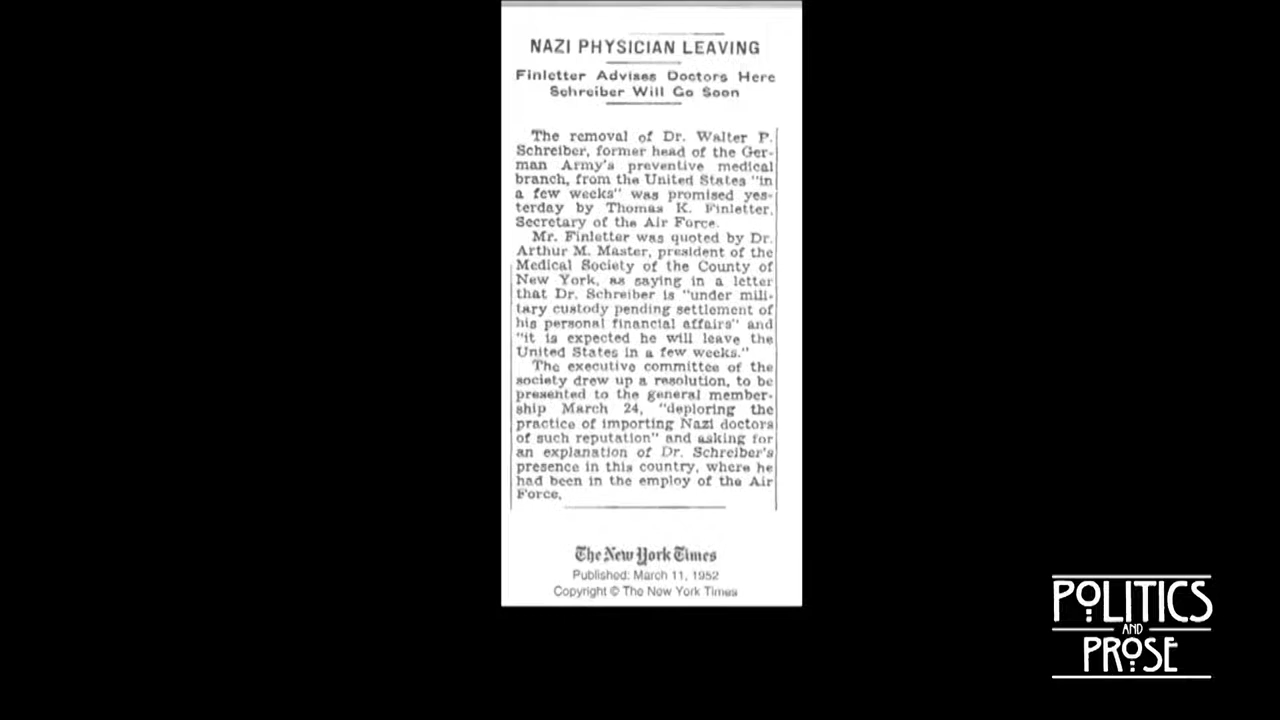 NAZI PHYSICIAN LEAVING
Finletter Advises Doctors Here
Schreiber Will Go Soon
The removal of Dr. Walter P.
Schreiber, former head of the Ger-
man Army's preventive medical
branch, from the United States "in
a few weeks" was promised yes-
terday by Thomas K. Finletter,
Secretary of the Air Force.
Mr. Finletter was quoted by Dr.
Arthur M. Master, president of the
Medical Society of the County of
New York, as saying in a letter
that Dr. Schreiber is "under mili-
tary custody pending settlement of
his personal financial affairs" and
"it is expected he will leave the
United States in a few weeks."
The executive committee of the
society drew up a resolution, to be
presented to the general member-
ship March 24, "deploring the
practice of importing Nazi doctors
of such reputation" and asking for
an explanation of Dr. Schreiber's
presence in this country, where he
had been in the employ of the Air
Force.
The New York Times
Published: March 11, 1952
Copyright © The New York Times
POLITICS
AND
PROSE